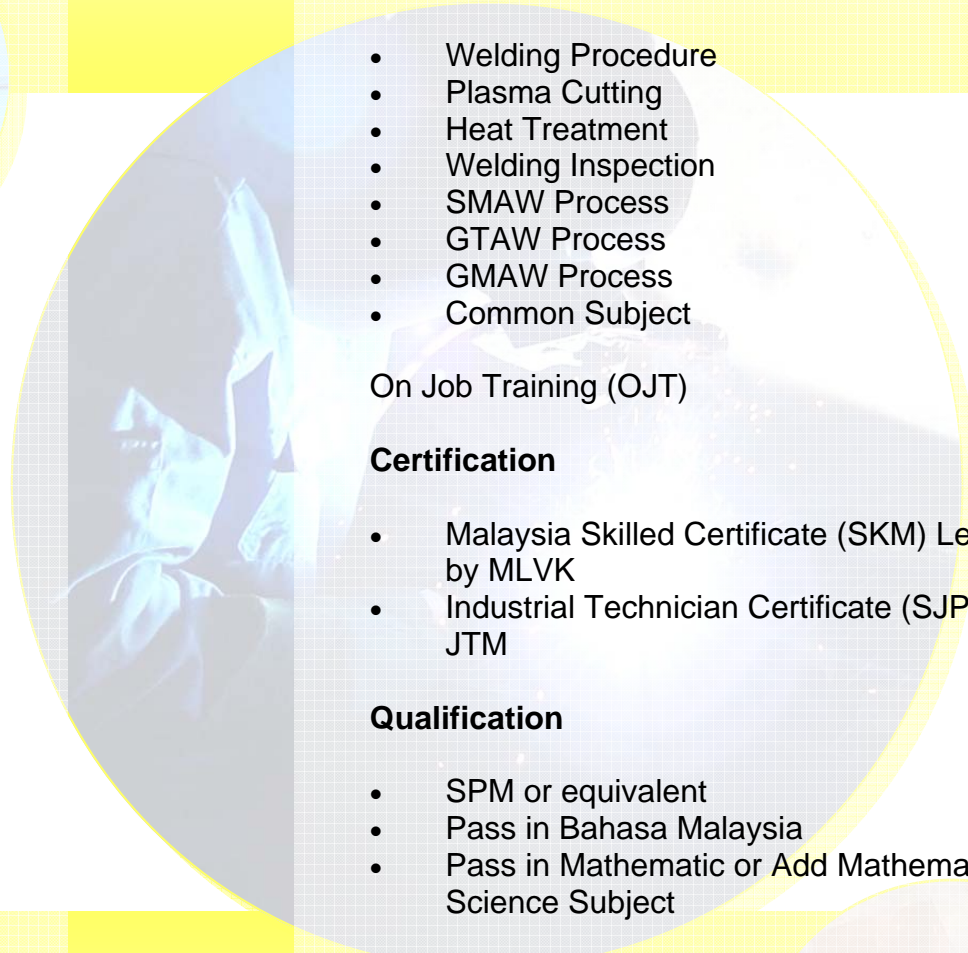 • Welding Procedure
• Plasma Cutting
• Heat Treatment
• Welding Inspection
• SMAW Process
• GTAW Process
• GMAW Process
• Common Subject
On Job Training (OJT)
Certification
• Malaysia Skilled Certificate (SKM)
by MLVK
• Industrial Technician Certificate
JTM
Qualification
• SPM or equivalent
• Pass in Bahasa Malaysia
• Pass in Mathematic or Add
Science Subject